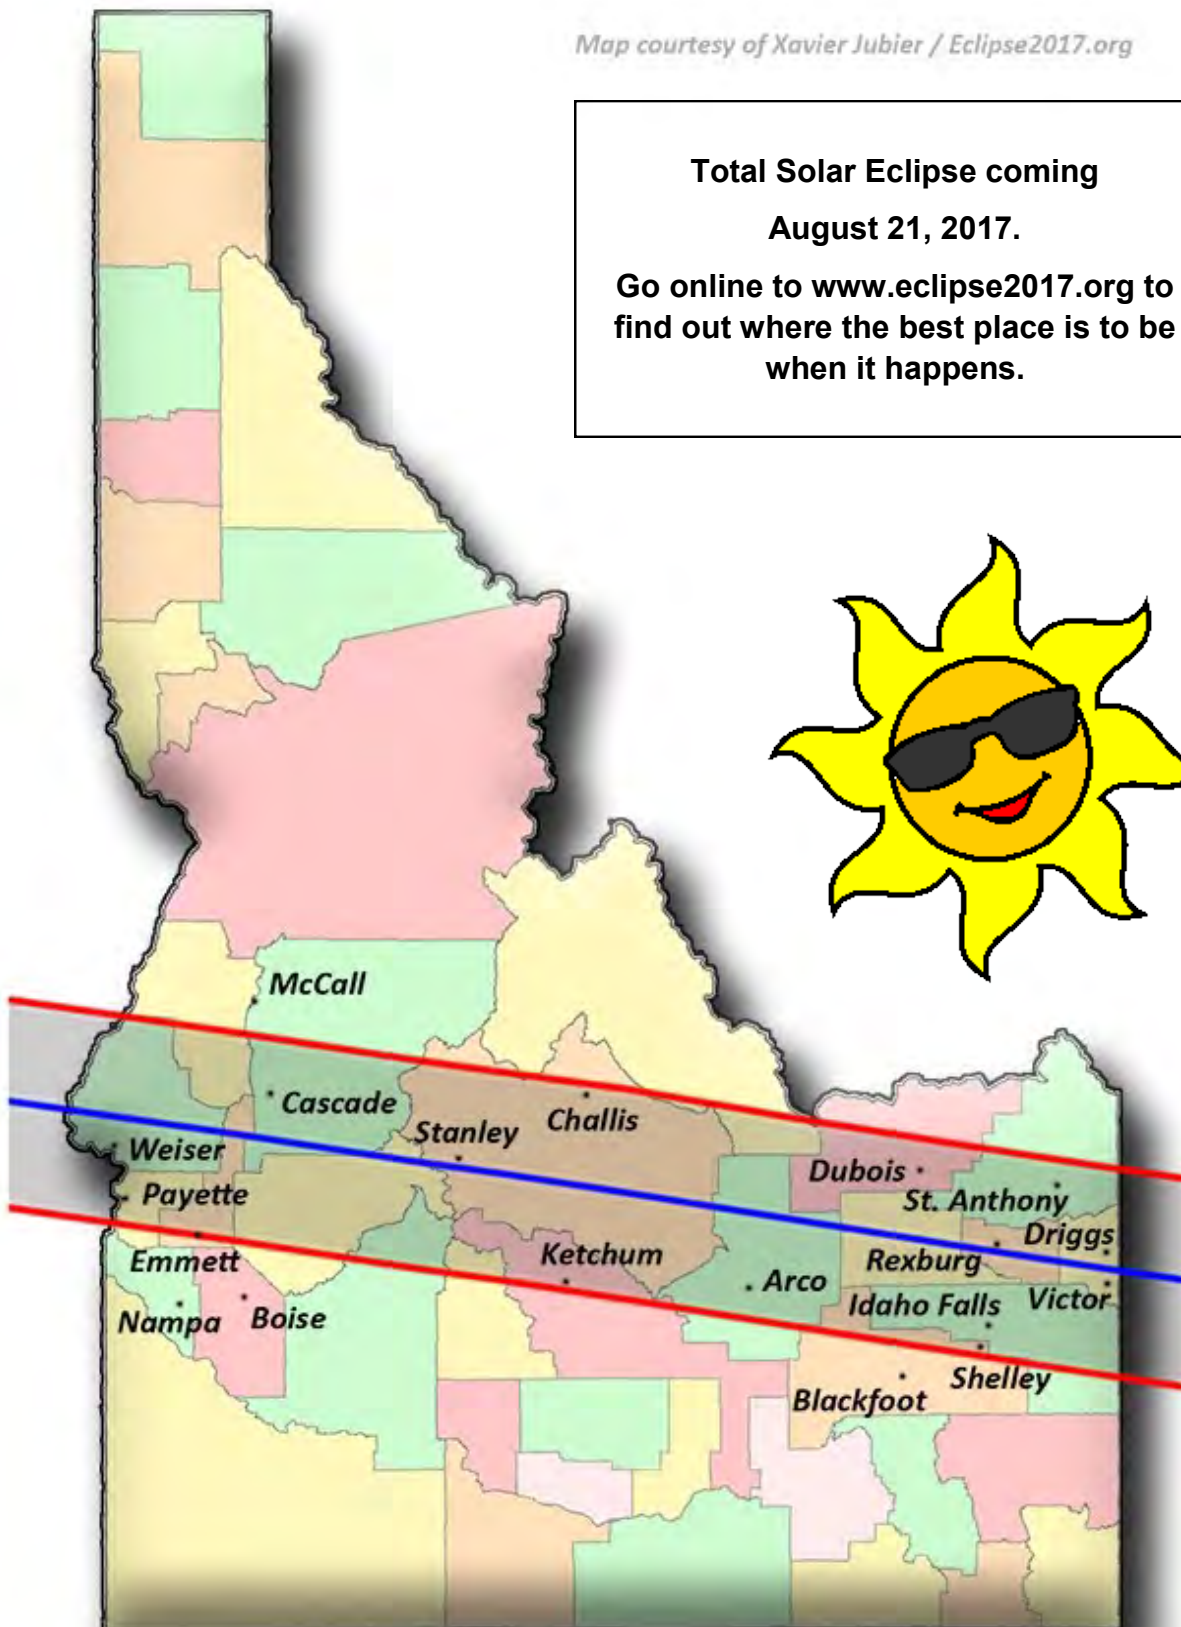 Map courtesy of Xavier Jubier / Eclipse2017.org
Total Solar Eclipse coming
August 21, 2017.
Go online to www.eclipse2017.org to
find out where the best place is to be
when it happens.
McCall
Cascade
Challis
Stanley
Weiser
Dubois
Payette
St. Anthony
Driggs
Emmett
Ketchum
Rexburg
Arco
Idaho Falls
Victor
Nampa
Boise
Shelley
Blackfoot